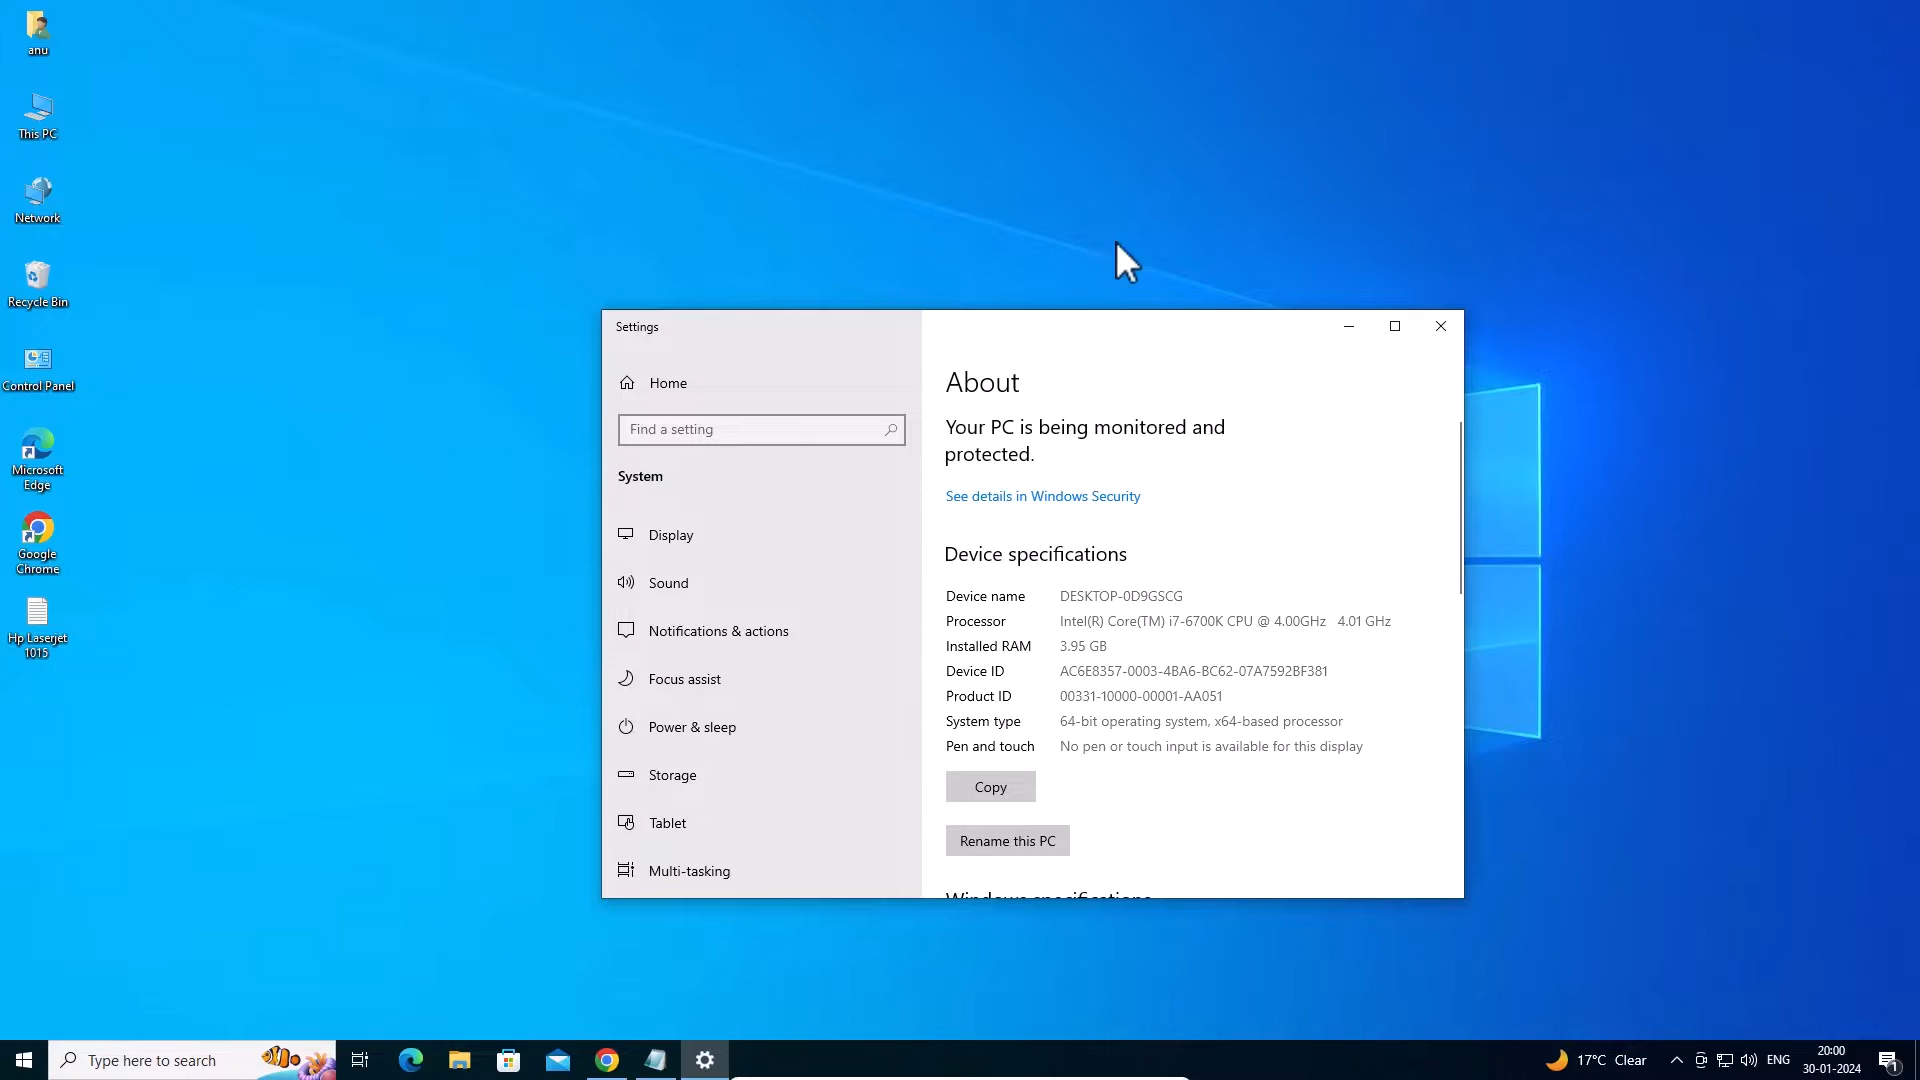 anu
This PC
Network
Recycle Bin
Control Panel
Microsoft
Edge
Google
Chrome
Hp Laserjet
1015
Settings
Home
Find a setting
System
Display
Sound
Notifications & actions
Focus assist
Power & sleep
Storage
Tablet
Multi-tasking
About
Your PC is being monitored and
protected.
See details in Windows Security
Device specifications
Device name DESKTOP-0D9GSCG
Processor Intel(R) Core(TM) i7-6700K CPU @ 4.00GHz 4.01 GHz
Installed RAM 3.95 GB
Device ID AC6E8357-0003-4BA6-BC62-07A7592BF381
Product ID 00331-10000-00001-AA051
System type 64-bit operating system, x64-based processor
Pen and touch No pen or touch input is available for this display
Copy
Rename this PC
Windows specifications
Type here to search
17°C Clear
ENG
20:00
30-01-2024
1